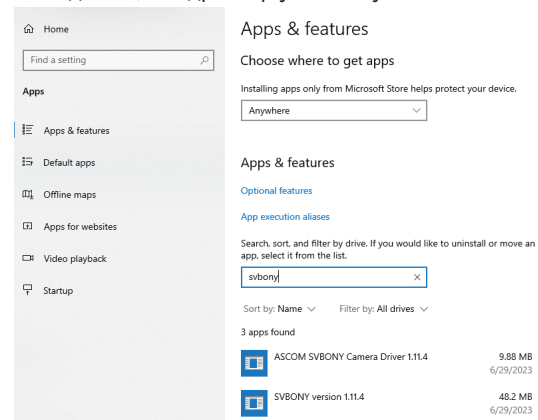 Home
Find a setting
Apps
Apps & features
Default apps
Offline maps
Apps for websites
Video playback
Startup
Apps & features
Choose where to get apps
Installing apps only from Microsoft Store helps protect your device.
Anywhere
Apps & features
Optional features
App execution aliases
Search, sort, and filter by drive. If you would like to uninstall or move an
app, select it from the list.
svbony
Sort by: Name Filter by: All drives
3 apps found
ASCOM SVBONY Camera Driver 1.11.4 9.88 MB
6/29/2023
SVBONY version 1.11.4 48.2 MB
6/29/2023